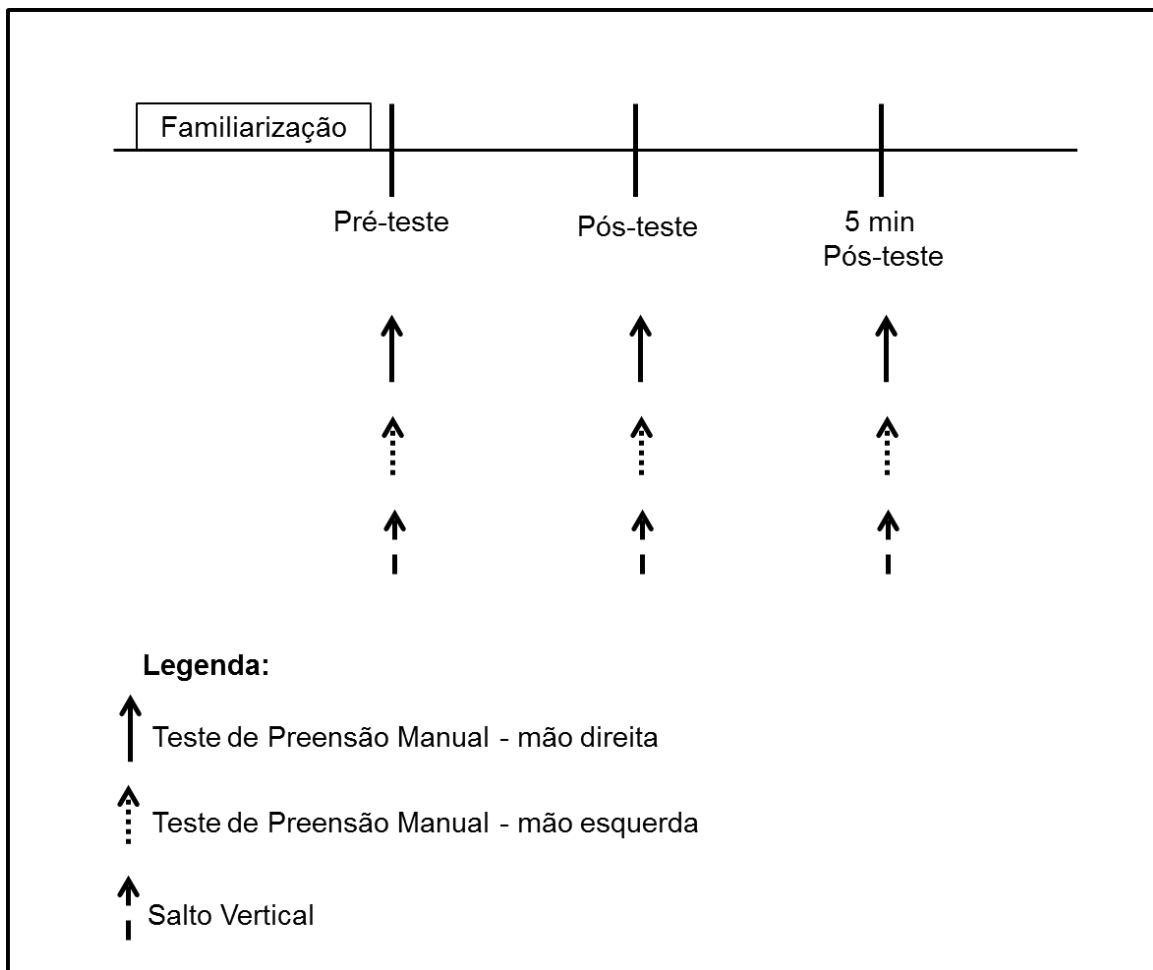 Familiarização
Pré-teste
Pós-teste
5 min
Pós-teste
Legenda:
Teste de Preensão Manual - mão direita
Teste de Preensão Manual - mão esquerda
Salto Vertical